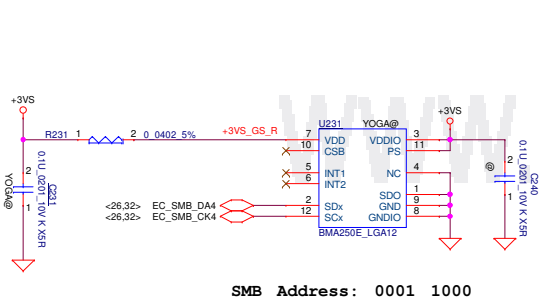 +3VS
+3VS
R231 1 2 0_0402_5% +3VS_GS_R
U231 YOGA@
7 VDD VDDIO 3
10 CSB PS 11
5 INT1 NC 4
6 INT2
SDO 1
<26,32> EC_SMB_DA4 2 SDx GND 9
<26,32> EC_SMB_CK4 12 SCx GNDIO 8
BMA250E_LGA12
2
1
YOGA@
C231
0.1U_0201_10V K X5R
@
2
1
C240
0.1U_0201_10V K X5R
SMB Address: 0001 1000